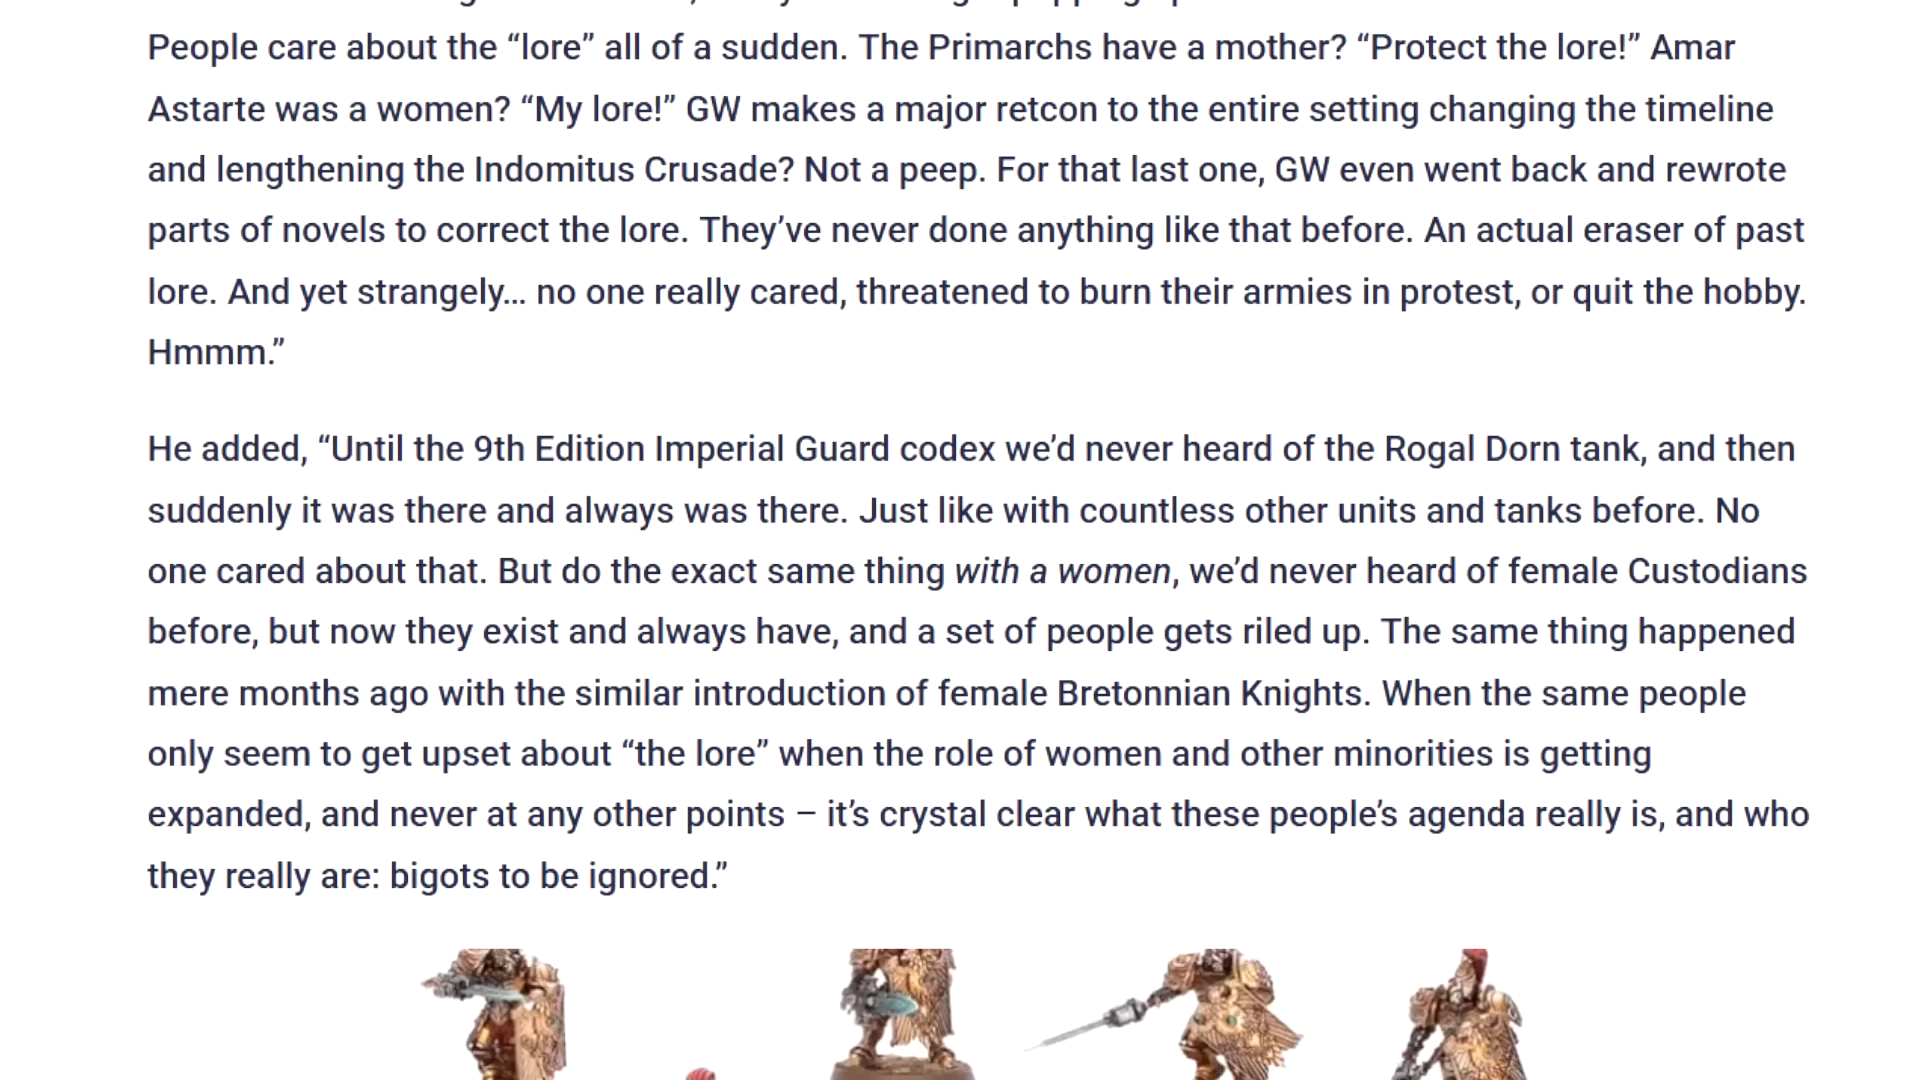 People care about the “lore” all of a sudden. The Primarchs have a mother? “Protect the lore!” Amar
Astarte was a women? “My lore!” GW makes a major retcon to the entire setting changing the timeline
and lengthening the Indomitus Crusade? Not a peep. For that last one, GW even went back and rewrote
parts of novels to correct the lore. They’ve never done anything like that before. An actual eraser of past
lore. And yet strangely… no one really cared, threatened to burn their armies in protest, or quit the hobby.
Hmmm.”
He added, “Until the 9th Edition Imperial Guard codex we’d never heard of the Rogal Dorn tank, and then
suddenly it was there and always was there. Just like with countless other units and tanks before. No
one cared about that. But do the exact same thing with a women, we’d never heard of female Custodians
before, but now they exist and always have, and a set of people gets riled up. The same thing happened
mere months ago with the similar introduction of female Bretonnian Knights. When the same people
only seem to get upset about “the lore” when the role of women and other minorities is getting
expanded, and never at any other points – it’s crystal clear what these people’s agenda really is, and who
they really are: bigots to be ignored.”